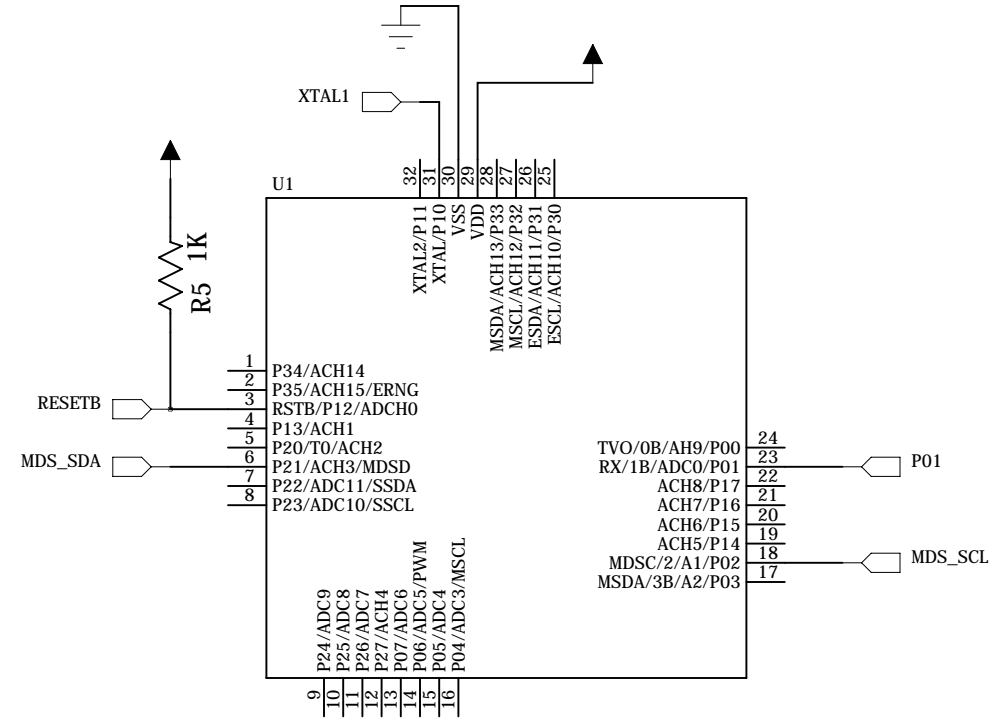 XTAL1
32
31
30
29
28
27
26
25
U1
XTAL2/P11
XTAL/P10
VSS
VDD
MSDA/ACH13/P33
MSCL/ACH12/P32
ESDA/ACH11/P31
ESCL/ACH10/P30
R5 1K
RESETB
MDS_SDA
1 P34/ACH14
2 P35/ACH15/ERNG
3 RSTB/P12/ADCH0
4 P13/ACH1
5 P20/T0/ACH2
6 P21/ACH3/MDSD
7 P22/ADC11/SSDA
8 P23/ADC10/SSCL
TVO/0B/AH9/P00 24
RX/1B/ADC0/P01 23 P01
ACH8/P17 22
ACH7/P16 21
ACH6/P15 20
ACH5/P14 19
MDSC/2/A1/P02 18 MDS_SCL
MSDA/3B/A2/P03 17
P24/ADC9
P25/ADC8
P26/ADC7
P27/ACH4
P07/ADC6
P06/ADC5/PWM
P05/ADC4
P04/ADC3/MSCL
9
10
11
12
13
14
15
16